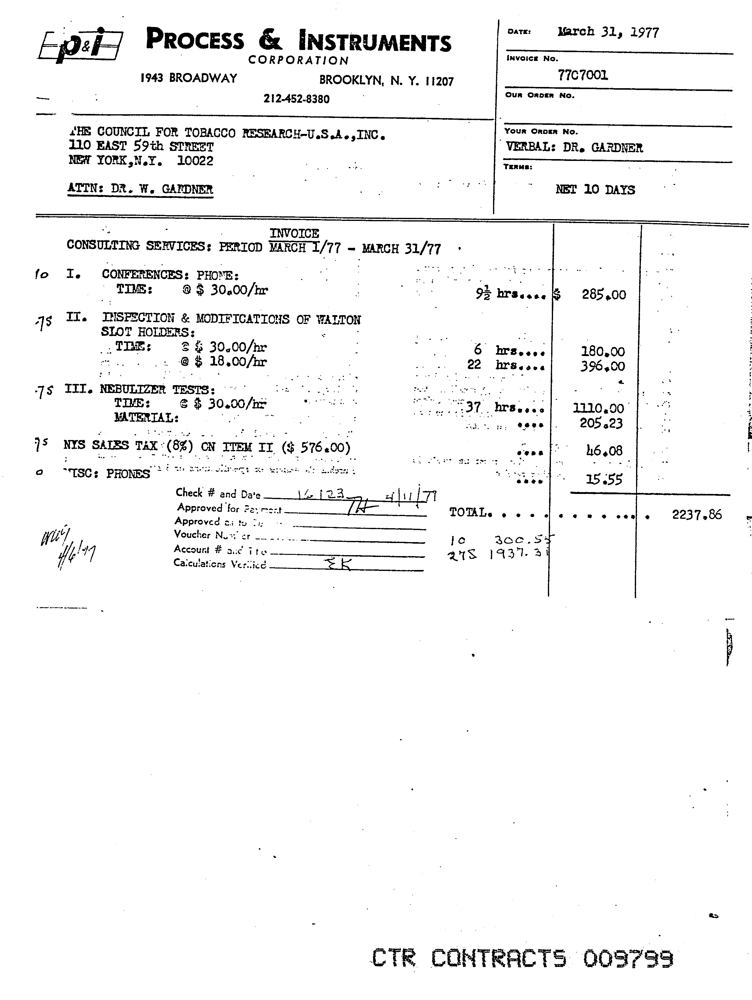 p&i PROCESS & INSTRUMENTS
CORPORATION
1943 BROADWAY BROOKLYN, N. Y. 11207
212-452-8380
DATE: March 31, 1977
INVOICE NO.
77C7001
OUR ORDER NO.
YOUR ORDER NO.
VERBAL: DR. GARDNER
TERMS:
NET 10 DAYS
THE COUNCIL FOR TOBACCO RESEARCH-U.S.A.,INC.
110 EAST 59th STREET
NEW YORK,N.Y. 10022
ATTN: DR. W. GARDNER
INVOICE
CONSULTING SERVICES: PERIOD MARCH 1/77 - MARCH 31/77
10 I. CONFERENCES: PHONE:
TIME: @ $ 30.00/hr 9½ hrs.... $ 285.00
75 II. INSPECTION & MODIFICATIONS OF WALTON
SLOT HOLDERS:
TIME: @ $ 30.00/hr 6 hrs.... 180.00
@ $ 18.00/hr 22 hrs.... 396.00
75 III. NEBULIZER TESTS:
TIME: @ $ 30.00/hr 37 hrs.... 1110.00
MATERIAL: .... 205.23
75 NYS SALES TAX (8%) ON ITEM II ($ 576.00) .... 46.08
0 TSC: PHONES .... 15.55
Check # and Date 16123 4/11/77
Approved for Payment
TOTAL. . . . . . . . . .... . 2237.86
Approved as to
Voucher Number
10 300.55
Account # and Title
275 1937.31
Calculations Verified EK
4/6/77
CTR CONTRACTS 009799